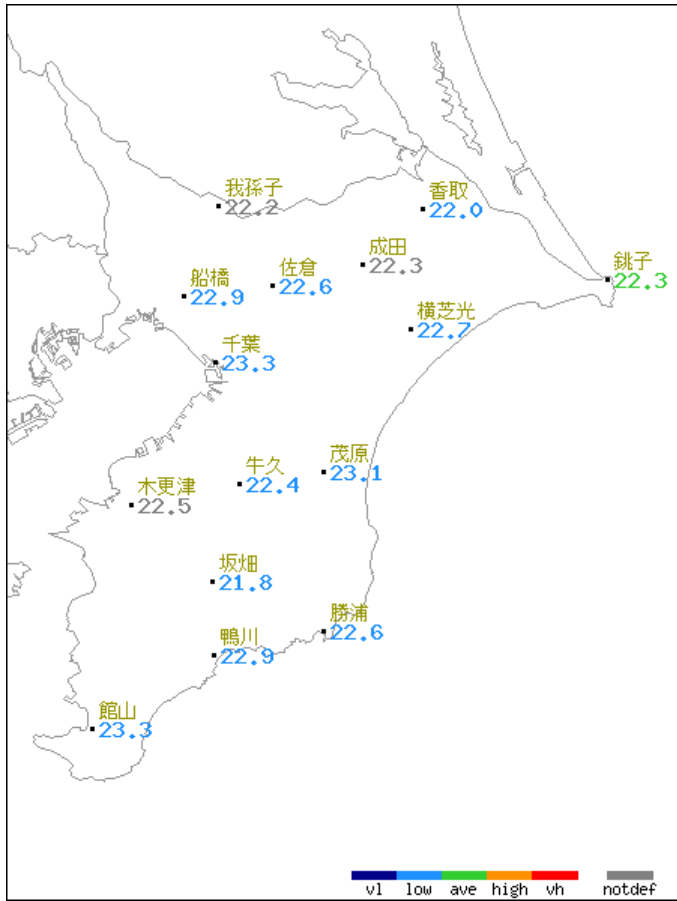 我孫子
22.2
香取
22.0
成田
22.3
銚子
22.3
佐倉
22.6
船橋
22.9
横芝光
22.7
千葉
23.3
茂原
23.1
牛久
22.4
木更津
22.5
坂畑
21.8
勝浦
22.6
鴨川
22.9
館山
23.3
vl low ave high vh notdef